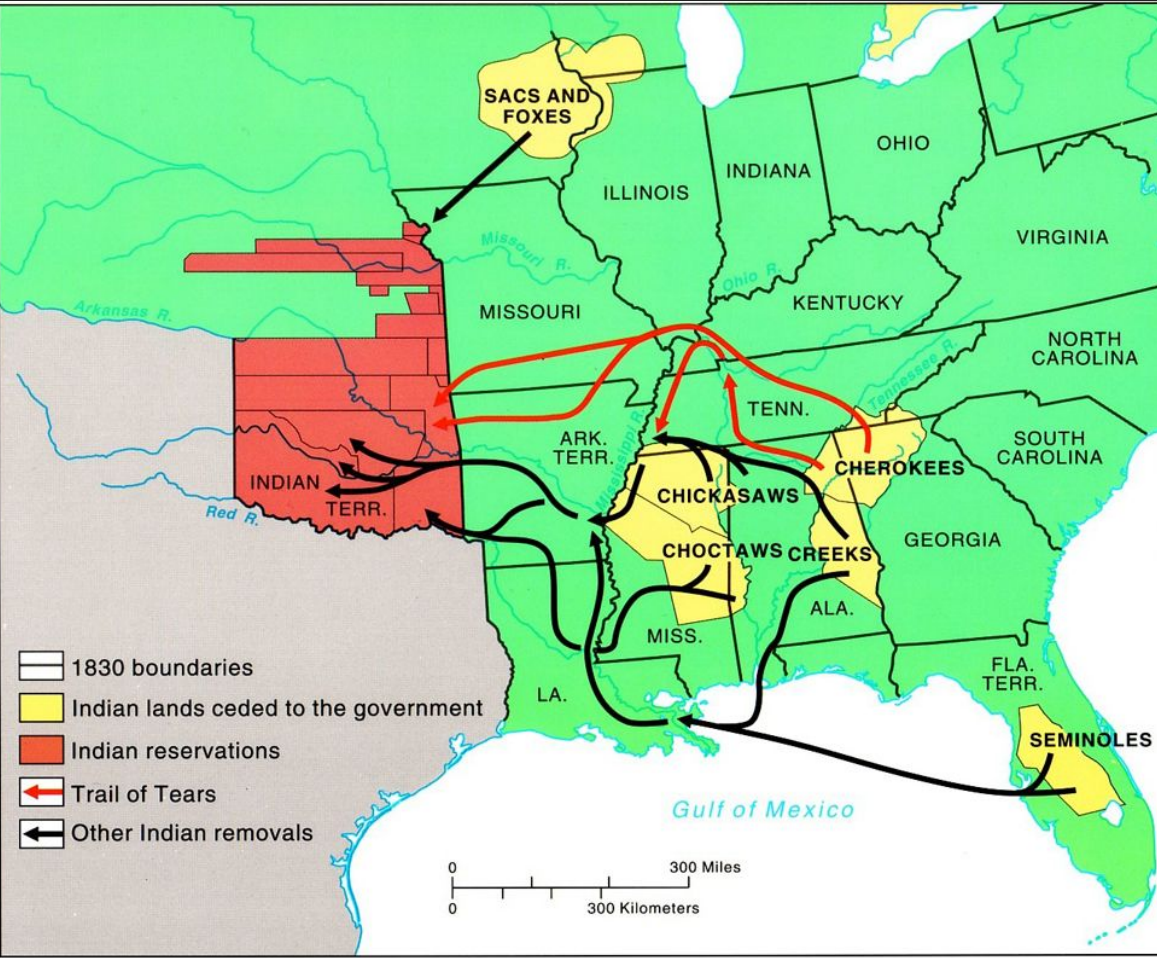 SACS AND
FOXES
OHIO
INDIANA
ILLINOIS
VIRGINIA
Missouri R.
Ohio R.
KENTUCKY
MISSOURI
Arkansas R.
NORTH
CAROLINA
Tennessee R.
TENN.
ARK.
TERR.
Mississippi R.
SOUTH
CAROLINA
CHEROKEES
INDIAN
TERR.
CHICKASAWS
Red R.
GEORGIA
CHOCTAWS
CREEKS
ALA.
MISS.
LA.
FLA.
TERR.
1830 boundaries
Indian lands ceded to the government
SEMINOLES
Indian reservations
Trail of Tears
Gulf of Mexico
Other Indian removals
0 300 Miles
0 300 Kilometers